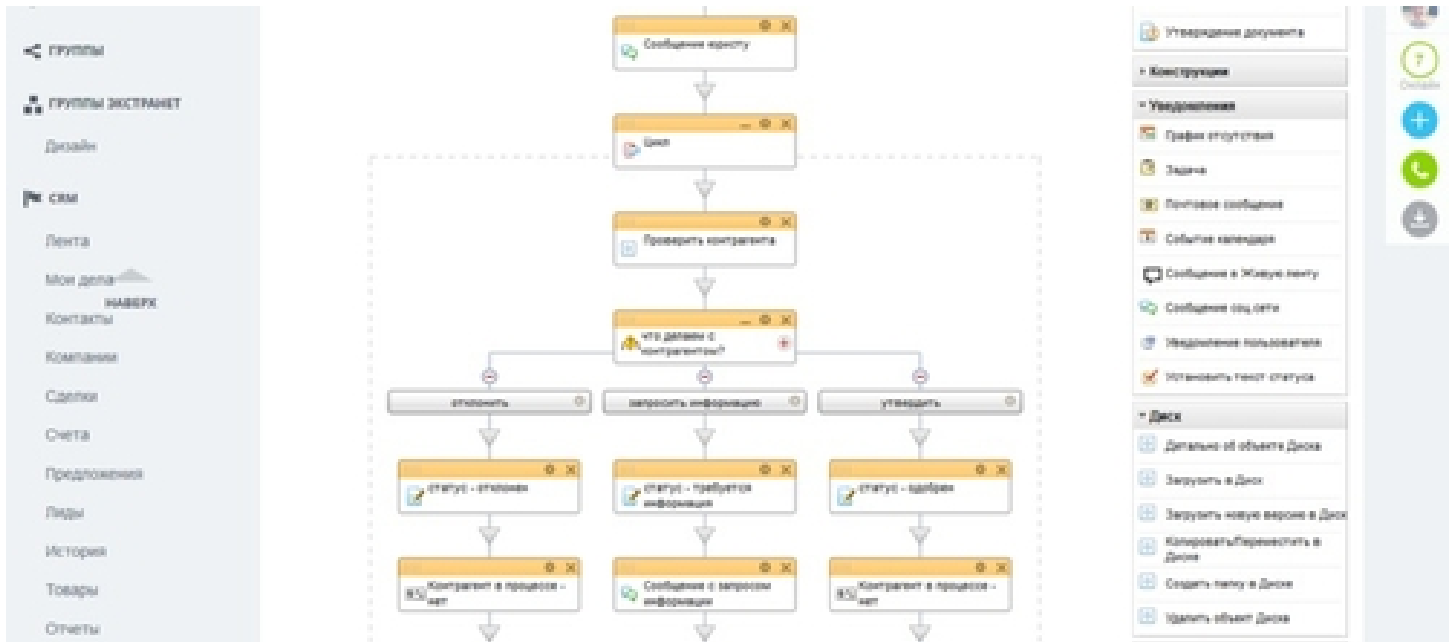 ГРУППЫ
ГРУППЫ ЭКСТРАНЕТ
Дизайн
CRM
Лента
Мои дела
НАВЕРХ
Контакты
Компании
Сделки
Счета
Предложения
Лиды
История
Товары
Отчеты
Сообщение юристу
Цикл
Проверить контрагента
что делаем с
контрагентом?
отклонить
запросить информацию
утвердить
статус - отклонен
статус - требуется
информация
статус - одобрен
Контрагент в процессе -
нет
Сообщение с запросом
информации
Контрагент в процессе -
нет
Утверждение документа
Конструкции
Уведомления
График отсутствия
Задача
Почтовое сообщение
Событие календаря
Сообщение в Живую ленту
Сообщение соц.сети
Уведомление пользователя
Установить текст статуса
Диск
Детально об объекте Диска
Загрузить в Диск
Загрузить новую версию в Диск
Копировать/Переместить в
Диске
Создать папку в Диске
Удалить объект Диска
?
Онлайн